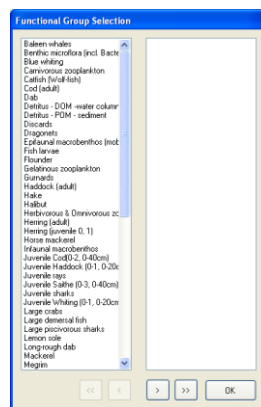 Functional Group Selection
Baleen whales
Benthic microflora (incl. Bacte
Blue whiting
Carnivorous zooplankton
Catfish (Wolf-fish)
Cod (adult)
Dab
Detritus - DOM -water column
Detritus - POM - sediment
Discards
Dragonets
Epifaunal macrobenthos (mob
Fish larvae
Flounder
Gelatinous zooplankton
Gurnards
Haddock (adult)
Hake
Halibut
Herbivorous & Omnivorous zo
Herring (adult)
Herring (juvenile 0, 1)
Horse mackerel
Infaunal macrobenthos
Juvenile Cod(0-2, 0-40cm)
Juvenile Haddock (0-1, 0-20c
Juvenile rays
Juvenile Saithe (0-3, 0-40cm)
Juvenile sharks
Juvenile Whiting (0-1, 0-20cm
Large crabs
Large demersal fish
Large piscivorous sharks
Lemon sole
Long-rough dab
Mackerel
Megrim
<< < > >> OK